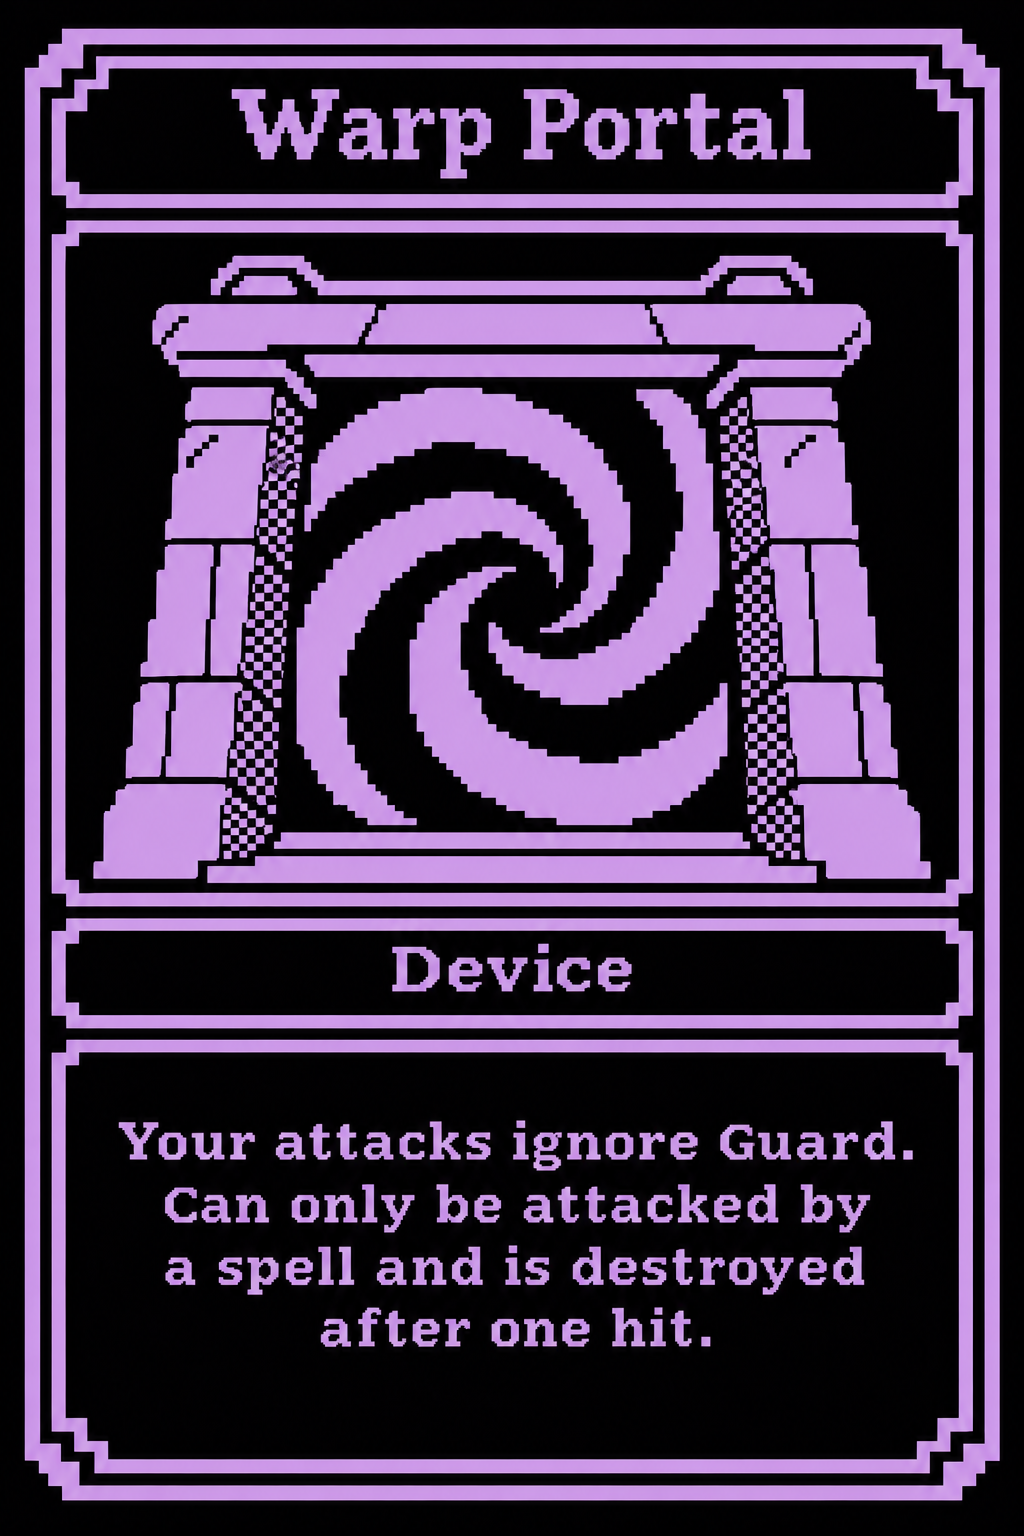 Warp Portal
Device
Your attacks ignore Guard.
Can only be attacked by
a spell and is destroyed
after one hit.